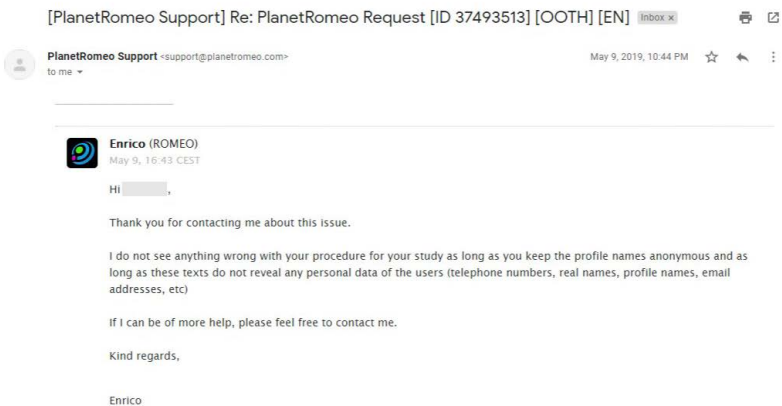 [PlanetRomeo Support] Re: PlanetRomeo Request [ID 37493513] [OOTH] [EN] Inbox x
PlanetRomeo Support <support@planetromeo.com>
May 9, 2019, 10:44 PM
to me
Enrico (ROMEO)
May 9, 16:43 CEST
Hi ,
Thank you for contacting me about this issue.
I do not see anything wrong with your procedure for your study as long as you keep the profile names anonymous and as
long as these texts do not reveal any personal data of the users (telephone numbers, real names, profile names, email
addresses, etc)
If I can be of more help, please feel free to contact me.
Kind regards,
Enrico